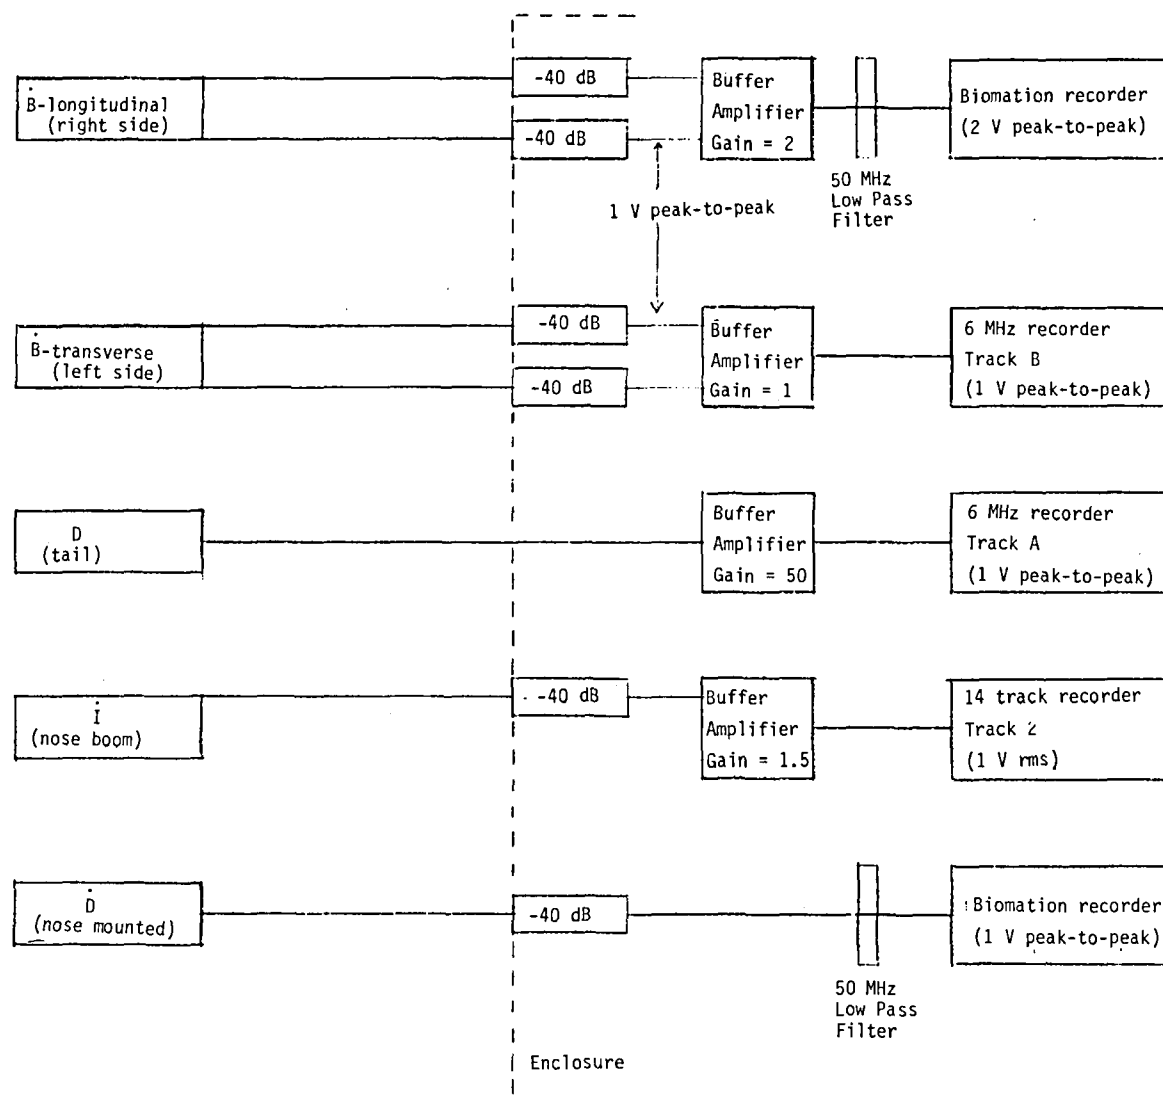 Ḃ-longitudinal
(right side)
-40 dB
-40 dB
Buffer
Amplifier
Gain = 2
50 MHz
Low Pass
Filter
Biomation recorder
(2 V peak-to-peak)
1 V peak-to-peak
Ḃ-transverse
(left side)
-40 dB
-40 dB
Buffer
Amplifier
Gain = 1
6 MHz recorder
Track B
(1 V peak-to-peak)
D
(tail)
Buffer
Amplifier
Gain = 50
6 MHz recorder
Track A
(1 V peak-to-peak)
İ
(nose boom)
-40 dB
Buffer
Amplifier
Gain = 1.5
14 track recorder
Track 2
(1 V rms)
Ḋ
(nose mounted)
-40 dB
50 MHz
Low Pass
Filter
Biomation recorder
(1 V peak-to-peak)
Enclosure